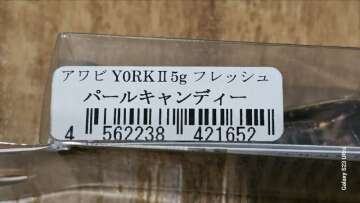 アワビ YORKⅡ5g フレッシュ
パールキャンディー
4 562238 421652
Galaxy S23 Ultra